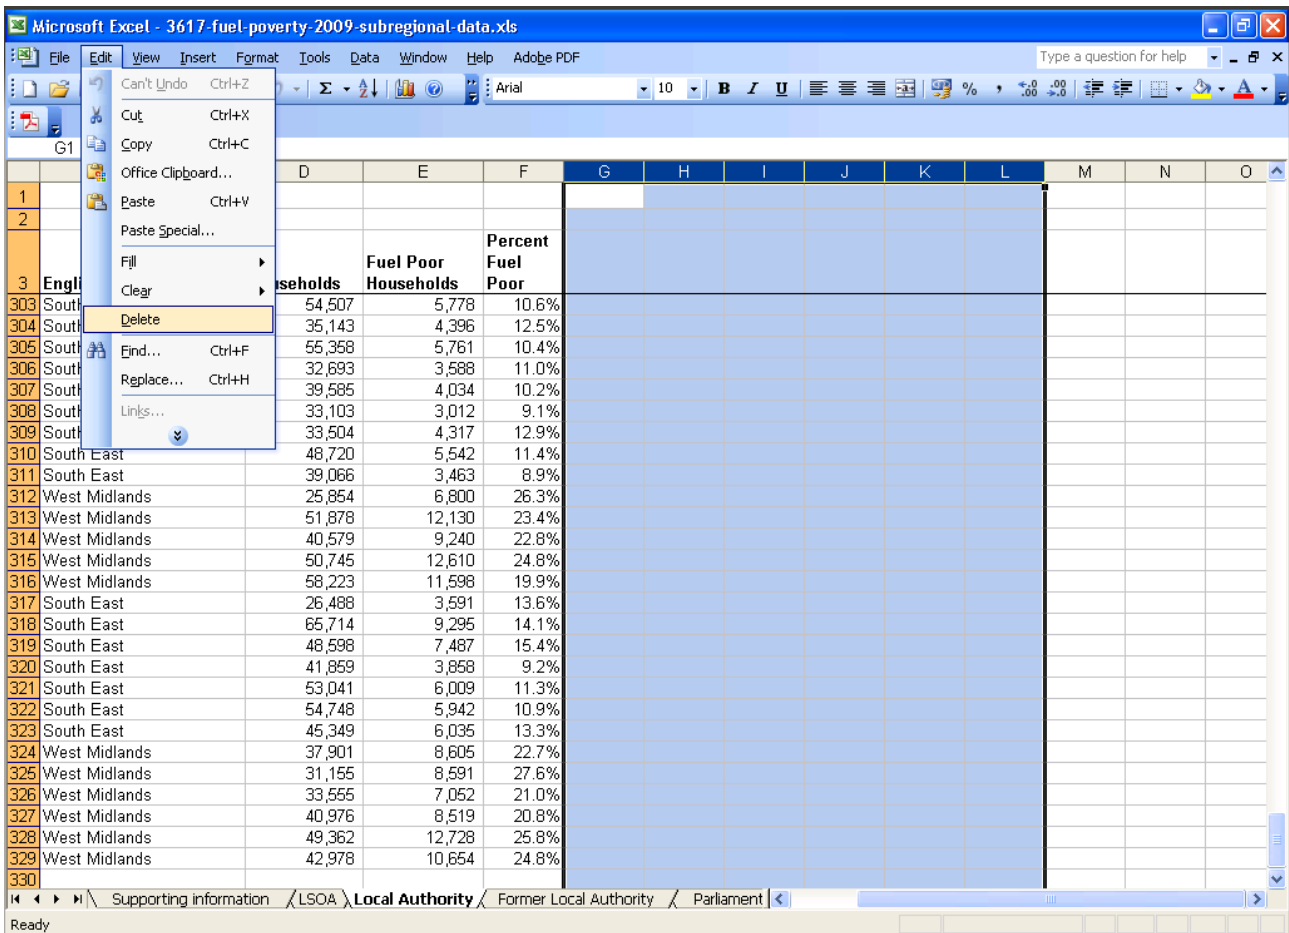 Microsoft Excel - 3617-fuel-poverty-2009-subregional-data.xls
File Edit View Insert Format Tools Data Window Help Adobe PDF Type a question for help
Can't Undo Ctrl+Z
Arial 10 B I U
Cut Ctrl+X
G1
Copy Ctrl+C
Office Clipboard...
Paste Ctrl+V
Paste Special...
Fill
Clear
Delete
Find... Ctrl+F
Replace... Ctrl+H
Links...
D E F G H I J K L M N O
1
2
3 Engli seholds Fuel Poor Households Percent Fuel Poor
303 South 54,507 5,778 10.6%
304 South 35,143 4,396 12.5%
305 South 55,358 5,761 10.4%
306 South 32,693 3,588 11.0%
307 South 39,585 4,034 10.2%
308 South 33,103 3,012 9.1%
309 South 33,504 4,317 12.9%
310 South East 48,720 5,542 11.4%
311 South East 39,066 3,463 8.9%
312 West Midlands 25,854 6,800 26.3%
313 West Midlands 51,878 12,130 23.4%
314 West Midlands 40,579 9,240 22.8%
315 West Midlands 50,745 12,610 24.8%
316 West Midlands 58,223 11,598 19.9%
317 South East 26,488 3,591 13.6%
318 South East 65,714 9,295 14.1%
319 South East 48,598 7,487 15.4%
320 South East 41,859 3,858 9.2%
321 South East 53,041 6,009 11.3%
322 South East 54,748 5,942 10.9%
323 South East 45,349 6,035 13.3%
324 West Midlands 37,901 8,605 22.7%
325 West Midlands 31,155 8,591 27.6%
326 West Midlands 33,555 7,052 21.0%
327 West Midlands 40,976 8,519 20.8%
328 West Midlands 49,362 12,728 25.8%
329 West Midlands 42,978 10,654 24.8%
330
Supporting information LSOA Local Authority Former Local Authority Parliament
Ready